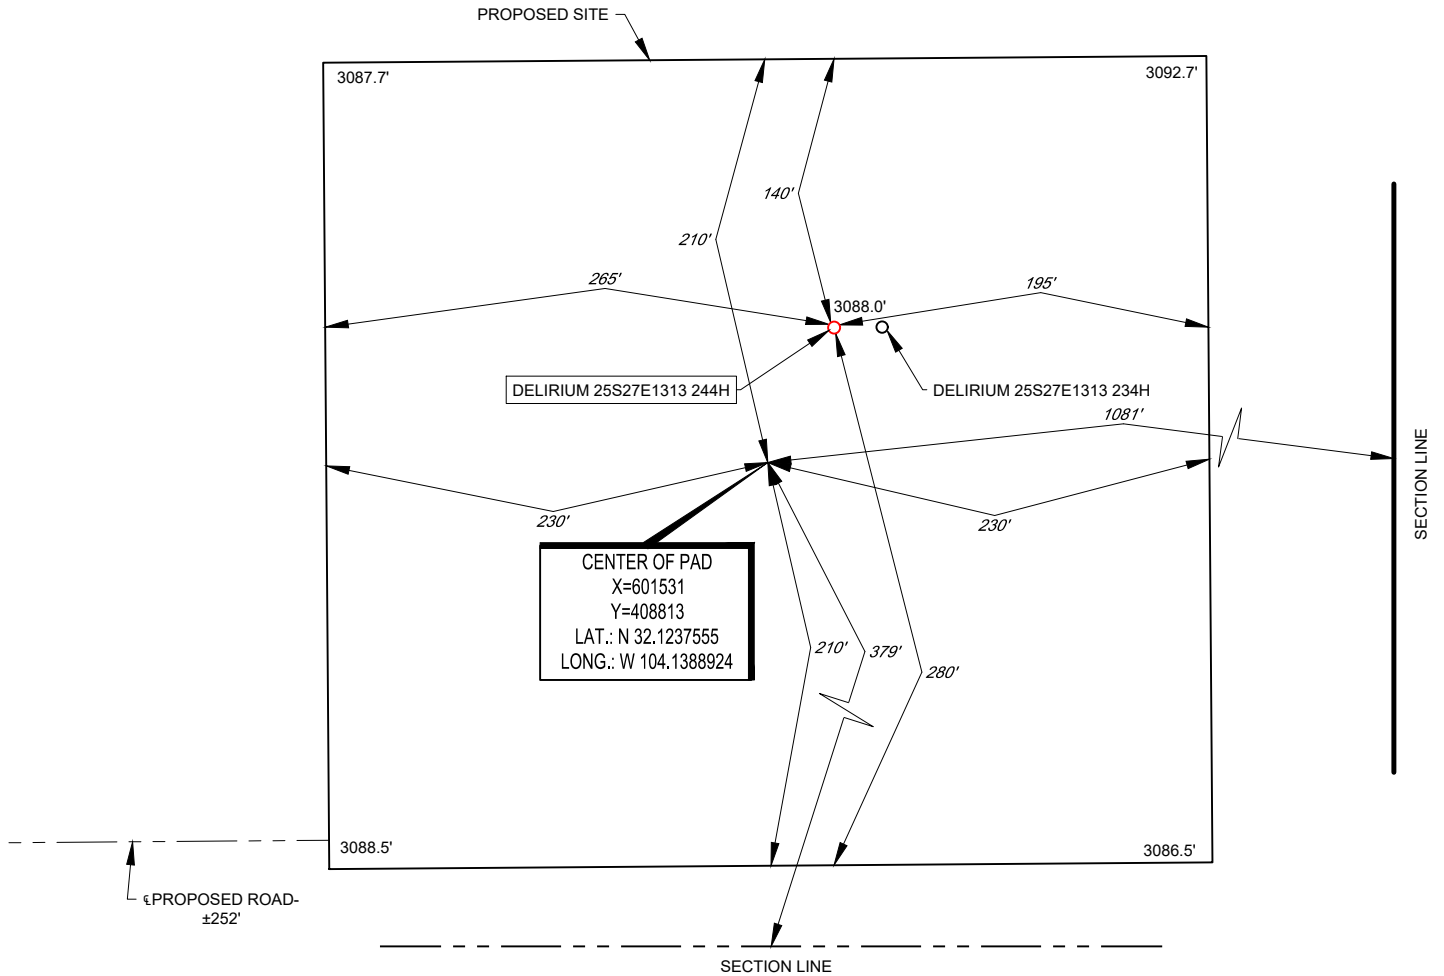 PROPOSED SITE
3087.7'
3092.7'
140'
210'
265'
195'
3088.0'
DELIRIUM 25S27E1313 244H
DELIRIUM 25S27E1313 234H
1081'
SECTION LINE
230'
230'
CENTER OF PAD
X=601531
Y=408813
LAT.: N 32.1237555
LONG.: W 104.1388924
210'
379'
280'
3088.5'
3086.5'
℄PROPOSED ROAD-
±252'
SECTION LINE